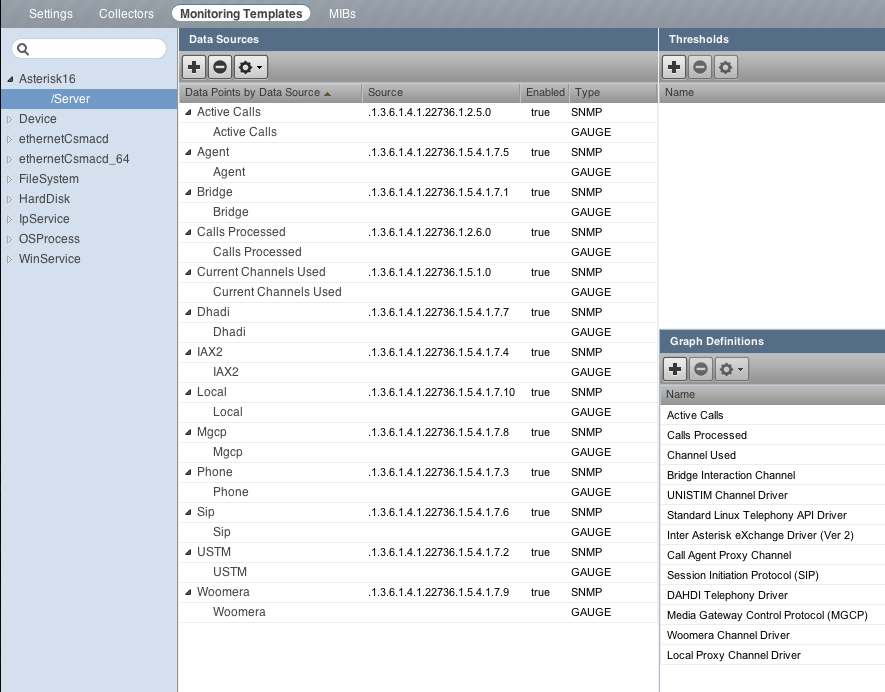 Settings Collectors Monitoring Templates MIBs
Asterisk16
/Server
Device
ethernetCsmacd
ethernetCsmacd_64
FileSystem
HardDisk
IpService
OSProcess
WinService
Data Sources
Data Points by Data Source Source Enabled Type
Active Calls .1.3.6.1.4.1.22736.1.2.5.0 true SNMP
Active Calls GAUGE
Agent .1.3.6.1.4.1.22736.1.5.4.1.7.5 true SNMP
Agent GAUGE
Bridge .1.3.6.1.4.1.22736.1.5.4.1.7.1 true SNMP
Bridge GAUGE
Calls Processed .1.3.6.1.4.1.22736.1.2.6.0 true SNMP
Calls Processed GAUGE
Current Channels Used .1.3.6.1.4.1.22736.1.5.1.0 true SNMP
Current Channels Used GAUGE
Dhadi .1.3.6.1.4.1.22736.1.5.4.1.7.7 true SNMP
Dhadi GAUGE
IAX2 .1.3.6.1.4.1.22736.1.5.4.1.7.4 true SNMP
IAX2 GAUGE
Local .1.3.6.1.4.1.22736.1.5.4.1.7.10 true SNMP
Local GAUGE
Mgcp .1.3.6.1.4.1.22736.1.5.4.1.7.8 true SNMP
Mgcp GAUGE
Phone .1.3.6.1.4.1.22736.1.5.4.1.7.3 true SNMP
Phone GAUGE
Sip .1.3.6.1.4.1.22736.1.5.4.1.7.6 true SNMP
Sip GAUGE
USTM .1.3.6.1.4.1.22736.1.5.4.1.7.2 true SNMP
USTM GAUGE
Woomera .1.3.6.1.4.1.22736.1.5.4.1.7.9 true SNMP
Woomera GAUGE
Thresholds
Name
Graph Definitions
Name
Active Calls
Calls Processed
Channel Used
Bridge Interaction Channel
UNISTIM Channel Driver
Standard Linux Telephony API Driver
Inter Asterisk eXchange Driver (Ver 2)
Call Agent Proxy Channel
Session Initiation Protocol (SIP)
DAHDI Telephony Driver
Media Gateway Control Protocol (MGCP)
Woomera Channel Driver
Local Proxy Channel Driver